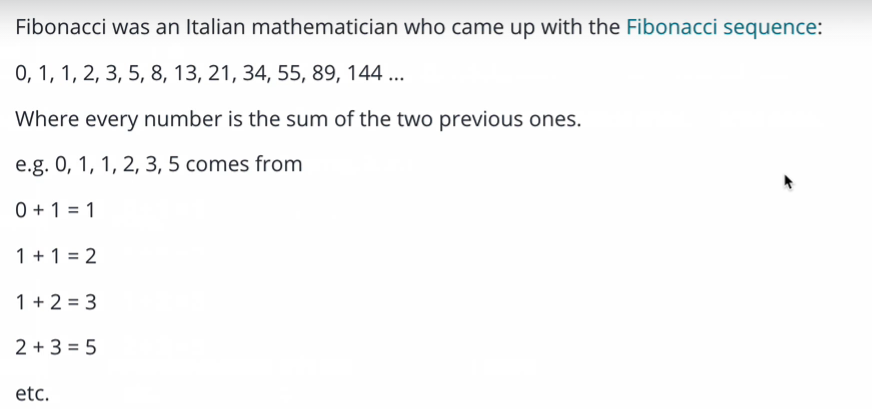 Fibonacci was an Italian mathematician who came up with the Fibonacci sequence:
0, 1, 1, 2, 3, 5, 8, 13, 21, 34, 55, 89, 144 ...
Where every number is the sum of the two previous ones.
e.g. 0, 1, 1, 2, 3, 5 comes from
0 + 1 = 1
1 + 1 = 2
1 + 2 = 3
2 + 3 = 5
etc.